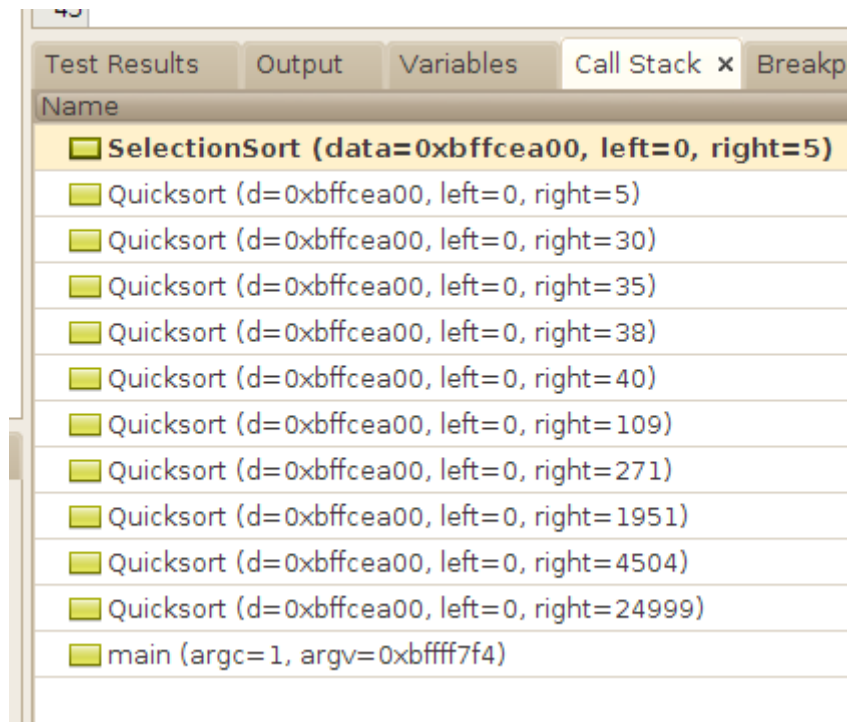 Test Results Output Variables Call Stack × Breakp
Name
SelectionSort (data=0xbffcea00, left=0, right=5)
Quicksort (d=0xbffcea00, left=0, right=5)
Quicksort (d=0xbffcea00, left=0, right=30)
Quicksort (d=0xbffcea00, left=0, right=35)
Quicksort (d=0xbffcea00, left=0, right=38)
Quicksort (d=0xbffcea00, left=0, right=40)
Quicksort (d=0xbffcea00, left=0, right=109)
Quicksort (d=0xbffcea00, left=0, right=271)
Quicksort (d=0xbffcea00, left=0, right=1951)
Quicksort (d=0xbffcea00, left=0, right=4504)
Quicksort (d=0xbffcea00, left=0, right=24999)
main (argc=1, argv=0xbffff7f4)